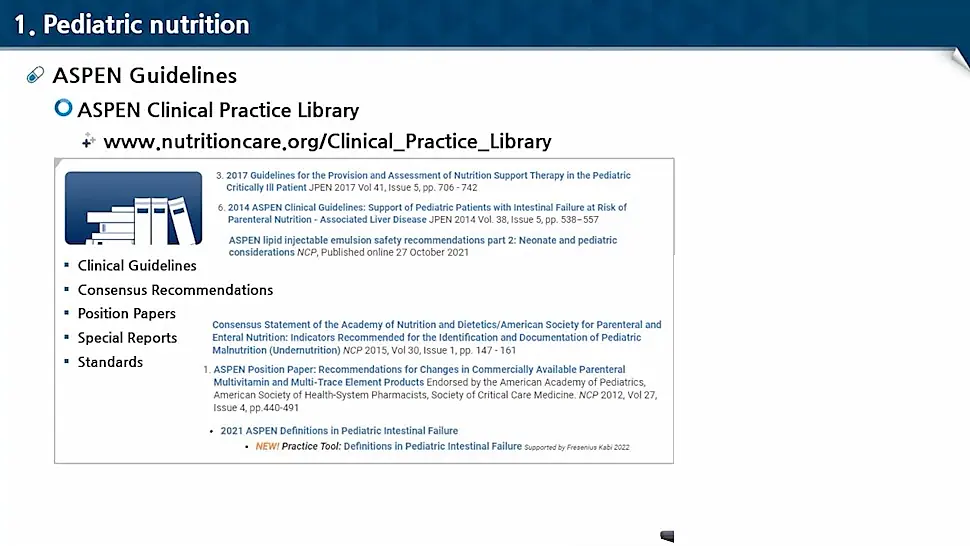 1. Pediatric nutrition
ASPEN Guidelines
ASPEN Clinical Practice Library
www.nutritioncare.org/Clinical_Practice_Library
3. 2017 Guidelines for the Provision and Assessment of Nutrition Support Therapy in the Pediatric
Critically Ill Patient JPEN 2017 Vol 41, Issue 5, pp. 706 - 742
6. 2014 ASPEN Clinical Guidelines: Support of Pediatric Patients with Intestinal Failure at Risk of
Parenteral Nutrition - Associated Liver Disease JPEN 2014 Vol. 38, Issue 5, pp. 538–557
ASPEN lipid injectable emulsion safety recommendations part 2: Neonate and pediatric
considerations NCP, Published online 27 October 2021
▪ Clinical Guidelines
▪ Consensus Recommendations
▪ Position Papers
▪ Special Reports
▪ Standards
Consensus Statement of the Academy of Nutrition and Dietetics/American Society for Parenteral and
Enteral Nutrition: Indicators Recommended for the Identification and Documentation of Pediatric
Malnutrition (Undernutrition) NCP 2015, Vol 30, Issue 1, pp. 147 - 161
1. ASPEN Position Paper: Recommendations for Changes in Commercially Available Parenteral
Multivitamin and Multi-Trace Element Products Endorsed by the American Academy of Pediatrics,
American Society of Health-System Pharmacists, Society of Critical Care Medicine. NCP 2012, Vol 27,
Issue 4, pp.440-491
• 2021 ASPEN Definitions in Pediatric Intestinal Failure
• NEW! Practice Tool: Definitions in Pediatric Intestinal Failure Supported by Fresenius Kabi 2022